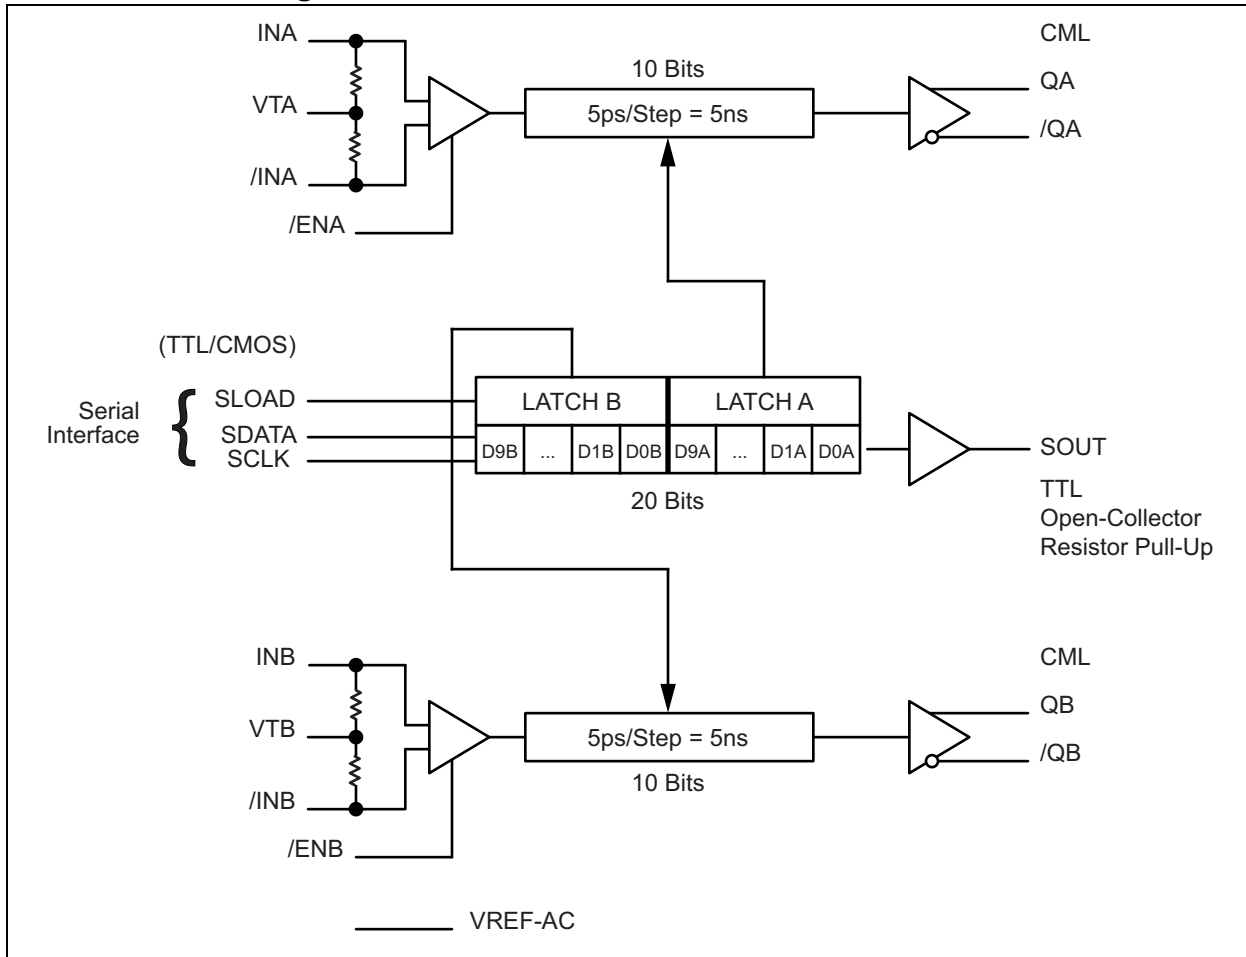 INA
VTA
/INA
/ENA
10 Bits
5ps/Step = 5ns
CML
QA
/QA
(TTL/CMOS)
Serial
Interface
{
SLOAD
SDATA
SCLK
LATCH B
LATCH A
D9B ... D1B D0B D9A ... D1A D0A
20 Bits
SOUT
TTL
Open-Collector
Resistor Pull-Up
INB
VTB
/INB
/ENB
5ps/Step = 5ns
10 Bits
CML
QB
/QB
VREF-AC